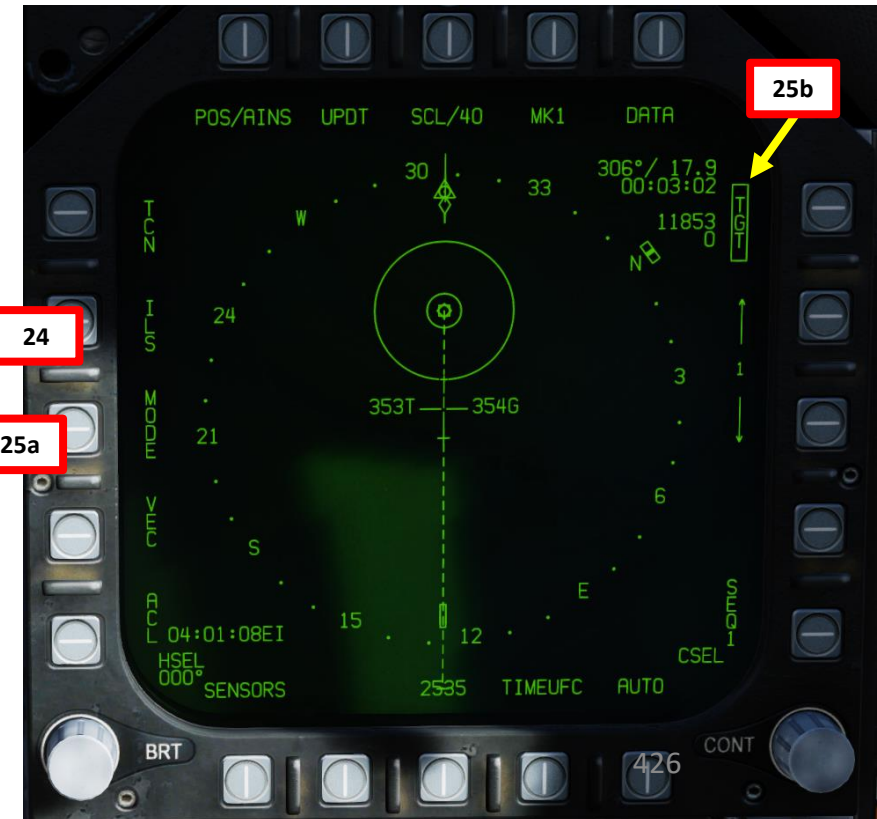 25b
POS/AINS UPDT SCL/40 MK1 DATA
306°/ 17.9
00:03:02
11853
0
TGT
TCN
30
33
W
N
24
ILS
24
3
1
353T
354G
MODE
25a
21
6
VEC
S
E
ACL
04:01:08EI
15
12
SEQ1
HSEL
000°
CSEL
SENSORS 2535 TIMEUFC AUTO
BRT
426
CONT